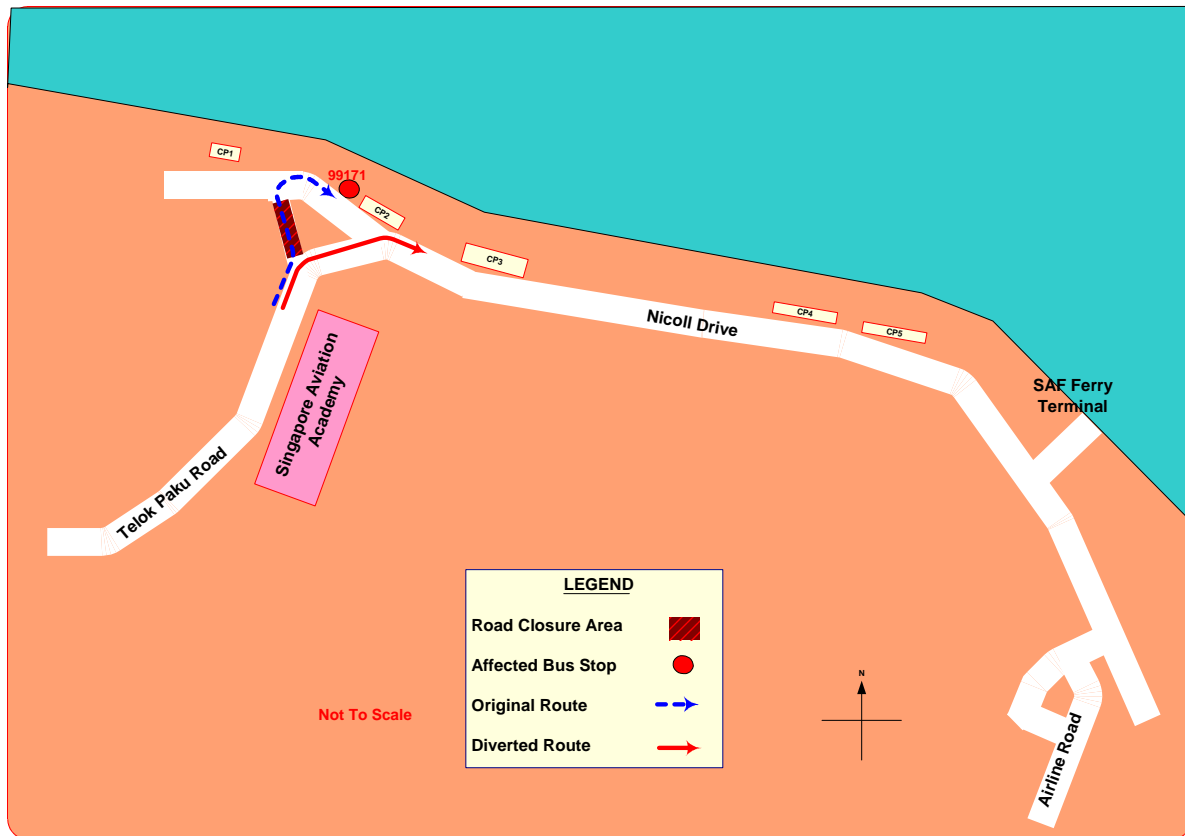 CP1
99171
CP2
CP3
CP4
CP5
Nicoll Drive
SAF Ferry
Terminal
Singapore Aviation
Academy
Telok Paku Road
LEGEND
Road Closure Area
Affected Bus Stop
Original Route
Diverted Route
Not To Scale
N
Airline Road